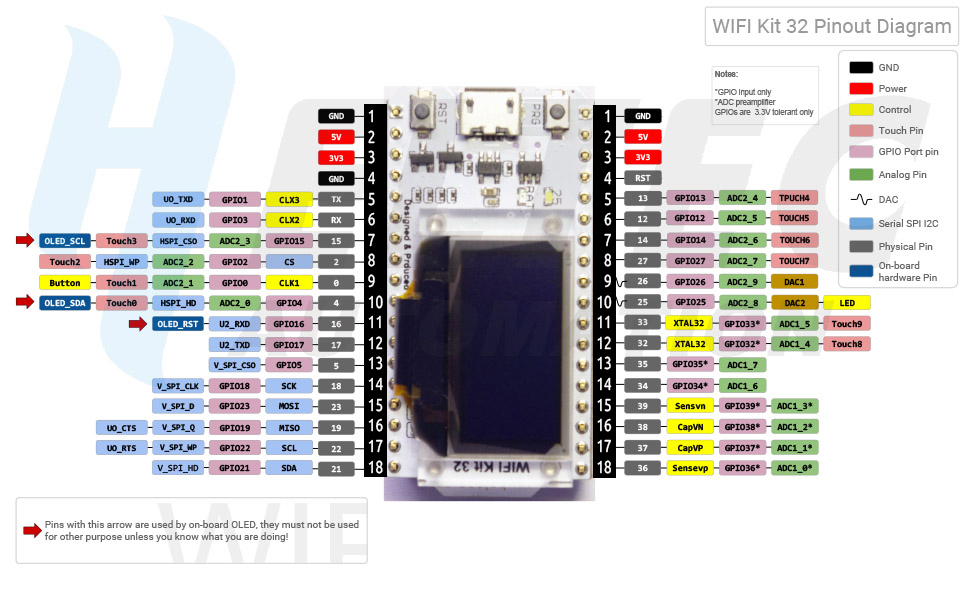 WIFI Kit 32 Pinout Diagram
Notes:
"GPIO input only
"ADC preamplifier
GPIOs are 3.3V tolerant only
GND
Power
Control
Touch Pin
GPIO Port pin
Analog Pin
DAC
Serial SPI I2C
Physical Pin
On-board
hardware Pin
RST
PRG
Designed & Produce
WIFI Kit 32
GND 1
5V 2
3V3 3
GND 4
UO_TXD GPIO1 CLX3 TX 5
UO_RXD GPIO3 CLX2 RX 6
OLED_SCL Touch3 HSPI_CSO ADC2_3 GPIO15 15 7
Touch2 HSPI_WP ADC2_2 GPIO2 CS 2 8
Button Touch1 ADC2_1 GPIO0 CLK1 0 9
OLED_SDA Touch0 HSPI_HD ADC2_0 GPIO4 4 10
OLED_RST U2_RXD GPIO16 16 11
U2_TXD GPIO17 17 12
V_SPI_CSO GPIO5 5 13
V_SPI_CLK GPIO18 SCK 18 14
V_SPI_D GPIO23 MOSI 23 15
UO_CTS V_SPI_Q GPIO19 MISO 19 16
UO_RTS V_SPI_WP GPIO22 SCL 22 17
V_SPI_HD GPIO21 SDA 21 18
1 GND
2 5V
3 3V3
4 RST
5 13 GPIO13 ADC2_4 TPUCH4
6 12 GPIO12 ADC2_5 TOUCH5
7 14 GPIO14 ADC2_6 TOUCH6
8 27 GPIO27 ADC2_7 TOUCH7
9 26 GPIO26 ADC2_9 DAC1
10 25 GPIO25 ADC2_8 DAC2 LED
11 33 XTAL32 GPIO33* ADC1_5 Touch9
12 32 XTAL32 GPIO32* ADC1_4 Touch8
13 35 GPIO35* ADC1_7
14 34 GPIO34* ADC1_6
15 39 Sensvn GPIO39* ADC1_3*
16 38 CapVN GPIO38* ADC1_2*
17 37 CapVP GPIO37* ADC1_1*
18 36 Sensevp GPIO36* ADC1_0*
Pins with this arrow are used by on-board OLED, they must not be used
for other purpose unless you know what you are doing!